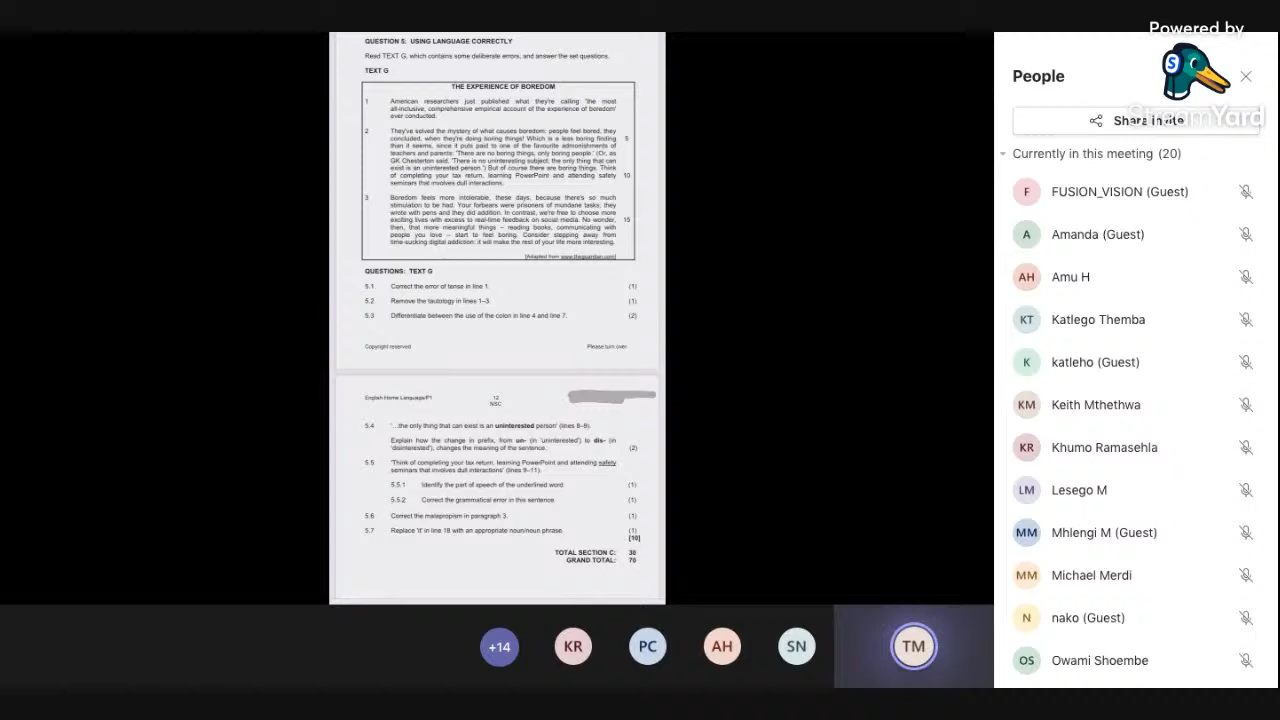 Powered by
StreamYard
QUESTION 5: USING LANGUAGE CORRECTLY
Read TEXT G, which contains some deliberate errors, and answer the set questions.
TEXT G
THE EXPERIENCE OF BOREDOM
1 American researchers just published what they're calling 'the most
all-inclusive, comprehensive empirical account of the experience of boredom'
ever conducted.
2 They've solved the mystery of what causes boredom: people feel bored, they
concluded, when they're doing boring things! Which is a less boring finding 5
than it seems, since it puts paid to one of the favourite admonishments of
teachers and parents: 'There are no boring things, only boring people.' (Or, as
GK Chesterton said, 'There is no uninteresting subject; the only thing that can
exist is an uninterested person.') But of course there are boring things. Think
of completing your tax return, learning PowerPoint and attending safety 10
seminars that involves dull interactions.
3 Boredom feels more intolerable, these days, because there's so much
stimulation to be had. Your forbears were prisoners of mundane tasks; they
wrote with pens and they did addition. In contrast, we're free to choose more
exciting lives with excess to real-time feedback on social media. No wonder, 15
then, that more meaningful things – reading books, communicating with
people you love – start to feel boring. Consider stepping away from
time-sucking digital addiction: it will make the rest of your life more interesting.
[Adapted from www.theguardian.com]
QUESTIONS: TEXT G
5.1 Correct the error of tense in line 1. (1)
5.2 Remove the tautology in lines 1–3. (1)
5.3 Differentiate between the use of the colon in line 4 and line 7. (2)
Copyright reserved Please turn over
English Home Language/P1 12
NSC
5.4 '…the only thing that can exist is an uninterested person' (lines 8–9).
Explain how the change in prefix, from un- (in 'uninterested') to dis- (in
'disinterested'), changes the meaning of the sentence. (2)
5.5 'Think of completing your tax return, learning PowerPoint and attending safety
seminars that involves dull interactions' (lines 9–11).
5.5.1 Identify the part of speech of the underlined word. (1)
5.5.2 Correct the grammatical error in this sentence. (1)
5.6 Correct the malapropism in paragraph 3. (1)
5.7 Replace 'it' in line 18 with an appropriate noun/noun phrase. (1)
[10]
TOTAL SECTION C: 30
GRAND TOTAL: 70
People
Share invite
Currently in this meeting (20)
F FUSION_VISION (Guest)
A Amanda (Guest)
AH Amu H
KT Katlego Themba
K katleho (Guest)
KM Keith Mthethwa
KR Khumo Ramasehla
LM Lesego M
MM Mhlengi M (Guest)
MM Michael Merdi
N nako (Guest)
OS Owami Shoembe
+14 KR PC AH SN TM